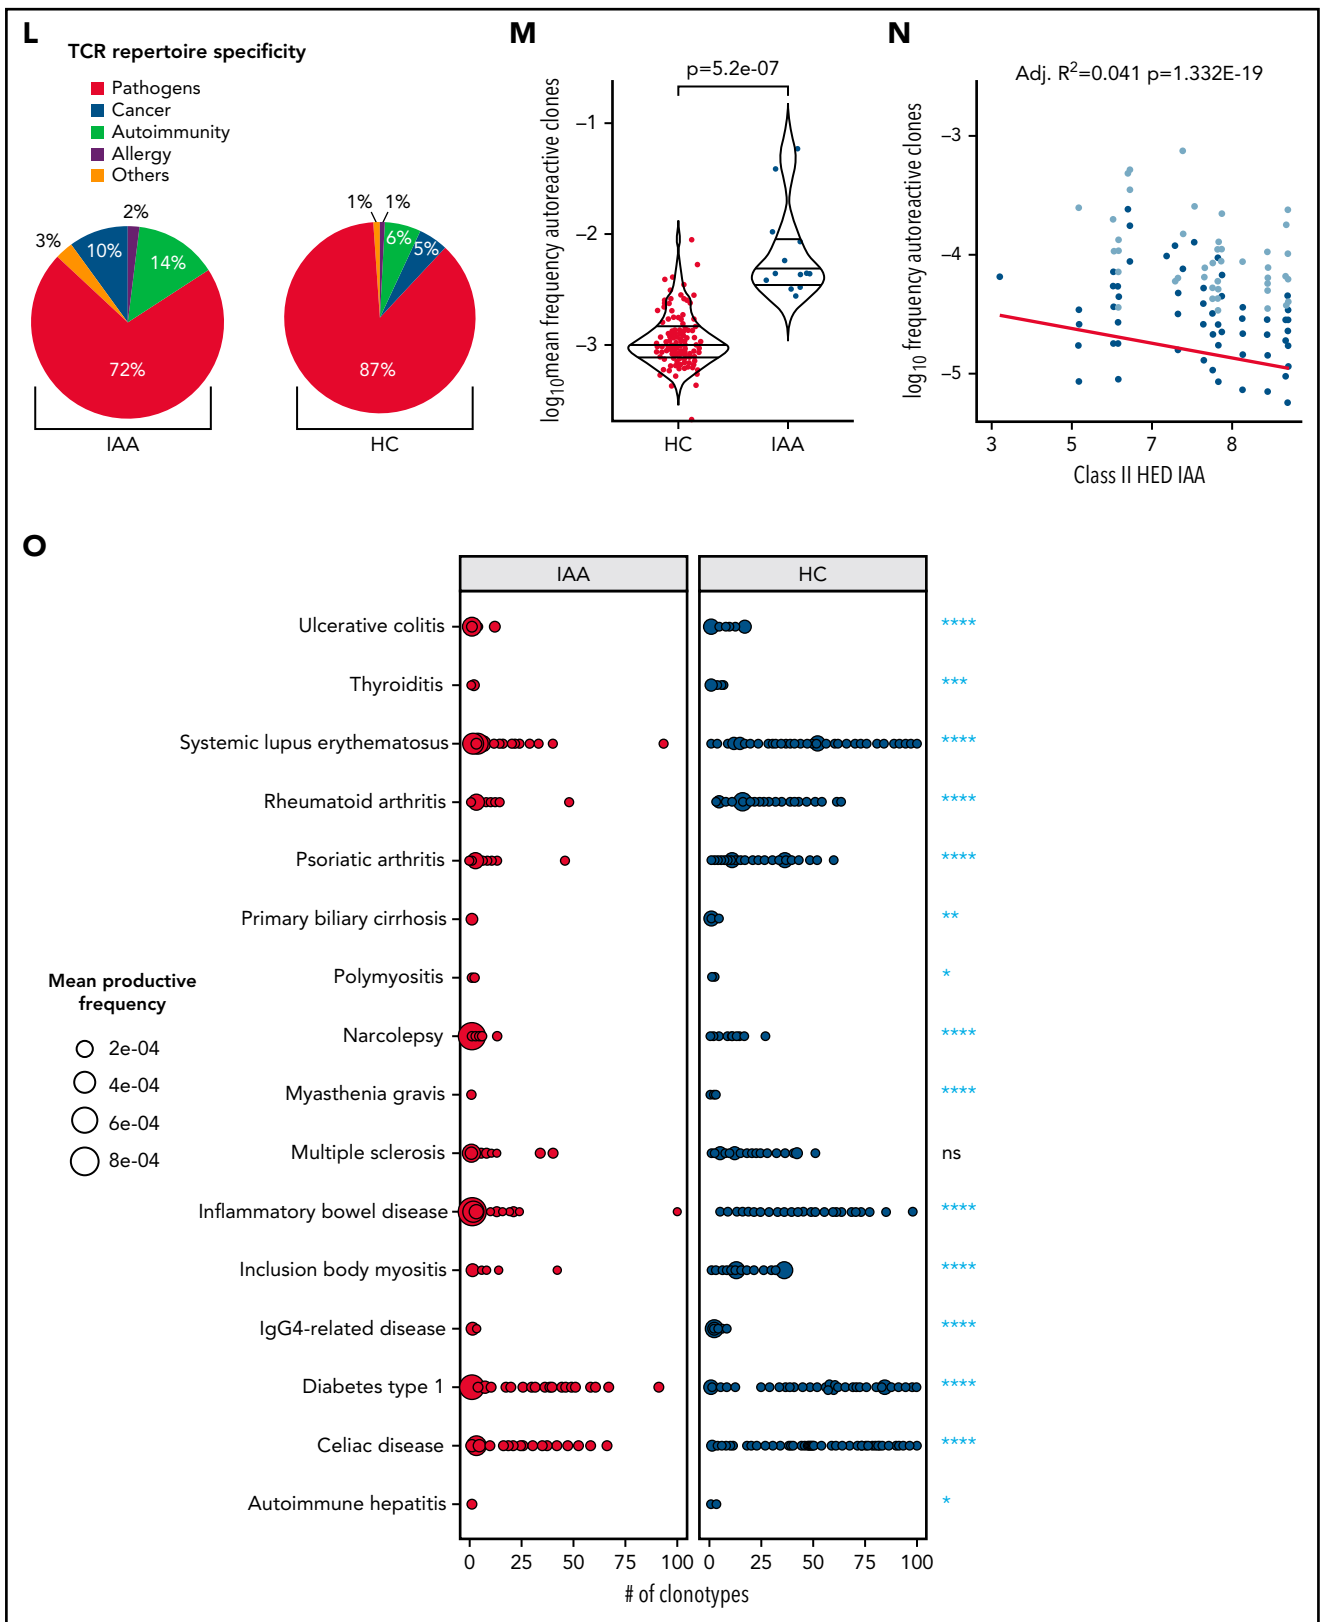 L
TCR repertoire specificity
Pathogens
Cancer
Autoimmunity
Allergy
Others
3%
10%
2%
14%
72%
IAA
1%
1%
6%
5%
87%
HC
M
p=5.2e-07
log10mean frequency autoreactive clones
–1
–2
–3
HC
IAA
N
Adj. R2=0.041 p=1.332E-19
log10 frequency autoreactive clones
–3
–4
–5
3
5
7
8
Class II HED IAA
O
IAA
HC
Ulcerative colitis
****
Thyroiditis
***
Systemic lupus erythematosus
****
Rheumatoid arthritis
****
Psoriatic arthritis
****
Primary biliary cirrhosis
**
Polymyositis
*
Narcolepsy
****
Myasthenia gravis
****
Multiple sclerosis
ns
Inflammatory bowel disease
****
Inclusion body myositis
****
IgG4-related disease
****
Diabetes type 1
****
Celiac disease
****
Autoimmune hepatitis
*
Mean productive
frequency
2e-04
4e-04
6e-04
8e-04
0 25 50 75 100
0 25 50 75 100
# of clonotypes